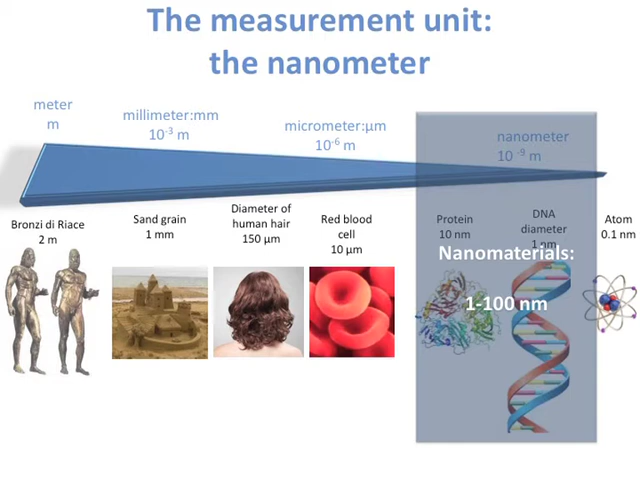 The measurement unit:
the nanometer
meter
m
millimeter:mm
10⁻³ m
micrometer:µm
10⁻⁶ m
nanometer
10 ⁻⁹ m
Bronzi di Riace
2 m
Sand grain
1 mm
Diameter of
human hair
150 µm
Red blood
cell
10 µm
Protein
10 nm
DNA
diameter
1 nm
Atom
0.1 nm
Nanomaterials:
1-100 nm